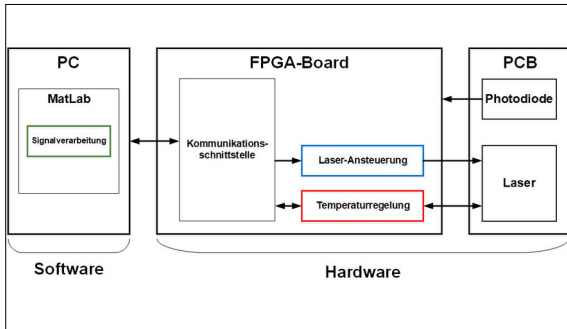 PC
MatLab
Signalverarbeitung
FPGA-Board
Kommunikations-
schnittstelle
Laser-Ansteuerung
Temperaturregelung
PCB
Photodiode
Laser
Software
Hardware